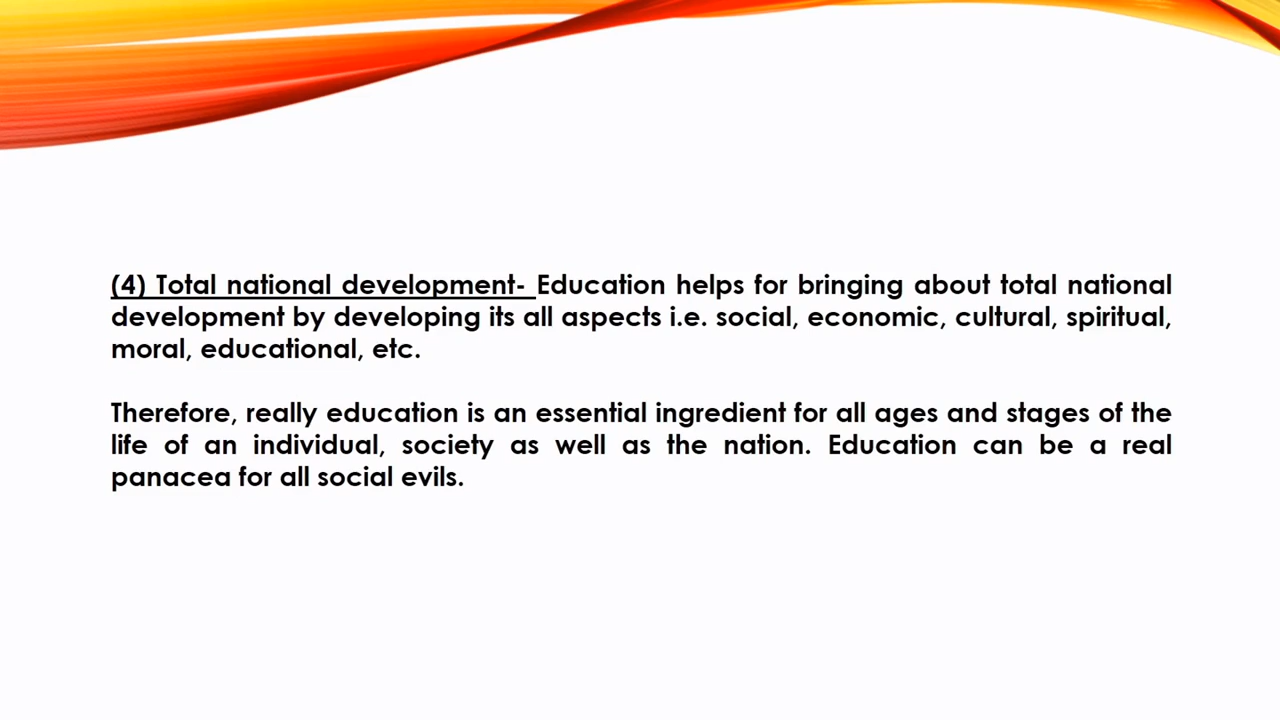 (4) Total national development- Education helps for bringing about total national
development by developing its all aspects i.e. social, economic, cultural, spiritual,
moral, educational, etc.
Therefore, really education is an essential ingredient for all ages and stages of the
life of an individual, society as well as the nation. Education can be a real
panacea for all social evils.